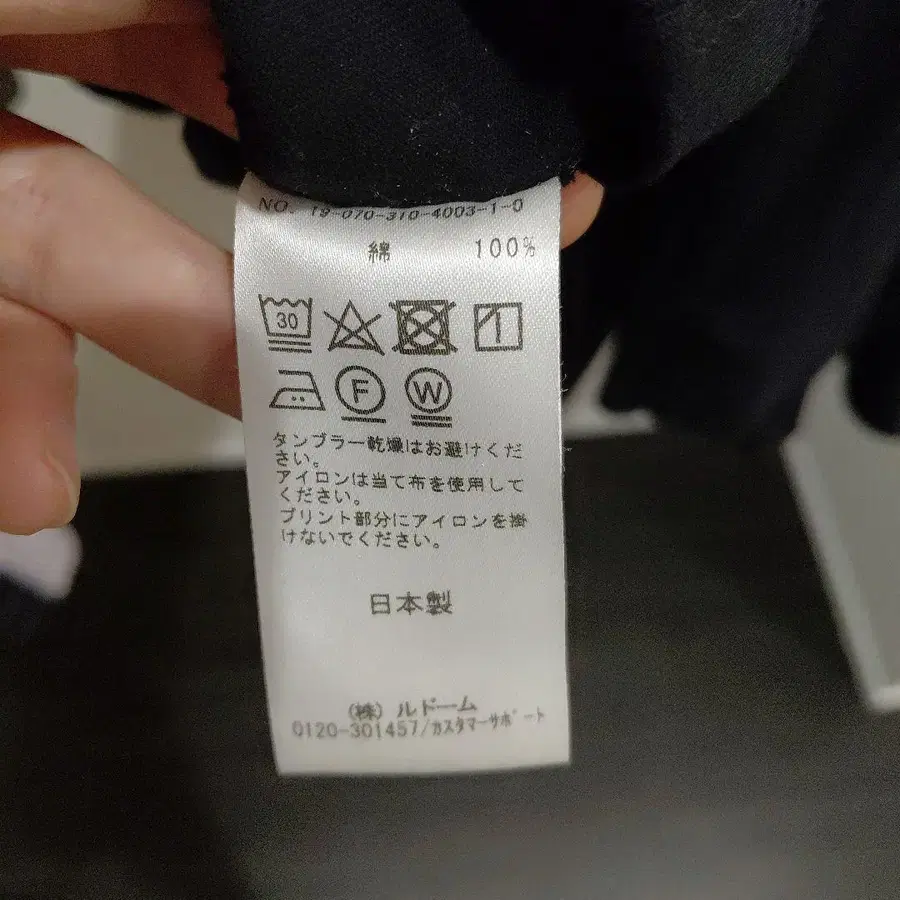 NO. 19-070-310-4003-1-0
綿 100%
30
F W
タンブラー乾燥はお避けくだ
さい。
アイロンは当て布を使用して
ください。
プリント部分にアイロンを掛
けないでください。
日本製
(株) ルドーム
0120-301457/カスタマーサポート